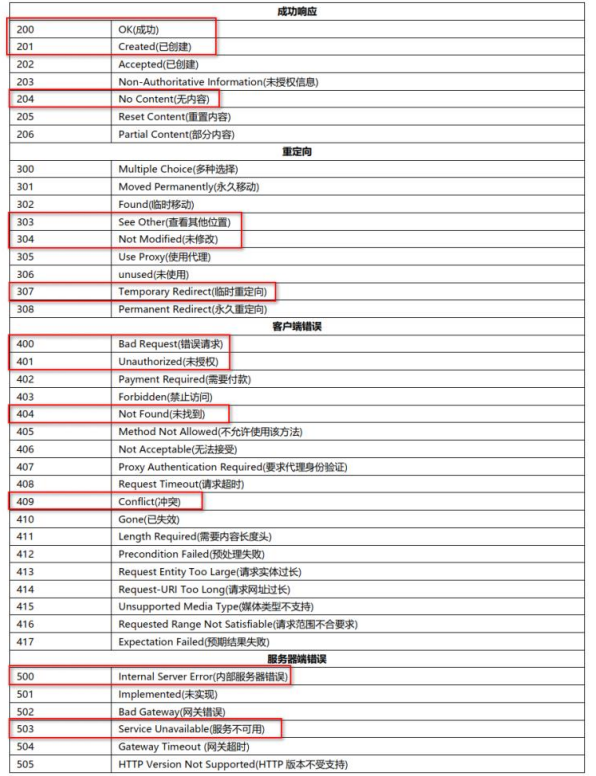 成功响应
200 OK(成功)
201 Created(已创建)
202 Accepted(已创建)
203 Non-Authoritative Information(未授权信息)
204 No Content(无内容)
205 Reset Content(重置内容)
206 Partial Content(部分内容)
重定向
300 Multiple Choice(多种选择)
301 Moved Permanently(永久移动)
302 Found(临时移动)
303 See Other(查看其他位置)
304 Not Modified(未修改)
305 Use Proxy(使用代理)
306 unused(未使用)
307 Temporary Redirect(临时重定向)
308 Permanent Redirect(永久重定向)
客户端错误
400 Bad Request(错误请求)
401 Unauthorized(未授权)
402 Payment Required(需要付款)
403 Forbidden(禁止访问)
404 Not Found(未找到)
405 Method Not Allowed(不允许使用该方法)
406 Not Acceptable(无法接受)
407 Proxy Authentication Required(要求代理身份验证)
408 Request Timeout(请求超时)
409 Conflict(冲突)
410 Gone(已失效)
411 Length Required(需要内容长度头)
412 Precondition Failed(预处理失败)
413 Request Entity Too Large(请求实体过长)
414 Request-URI Too Long(请求网址过长)
415 Unsupported Media Type(媒体类型不支持)
416 Requested Range Not Satisfiable(请求范围不合要求)
417 Expectation Failed(预期结果失败)
服务器端错误
500 Internal Server Error(内部服务器错误)
501 Implemented(未实现)
502 Bad Gateway(网关错误)
503 Service Unavailable(服务不可用)
504 Gateway Timeout (网关超时)
505 HTTP Version Not Supported(HTTP 版本不受支持)